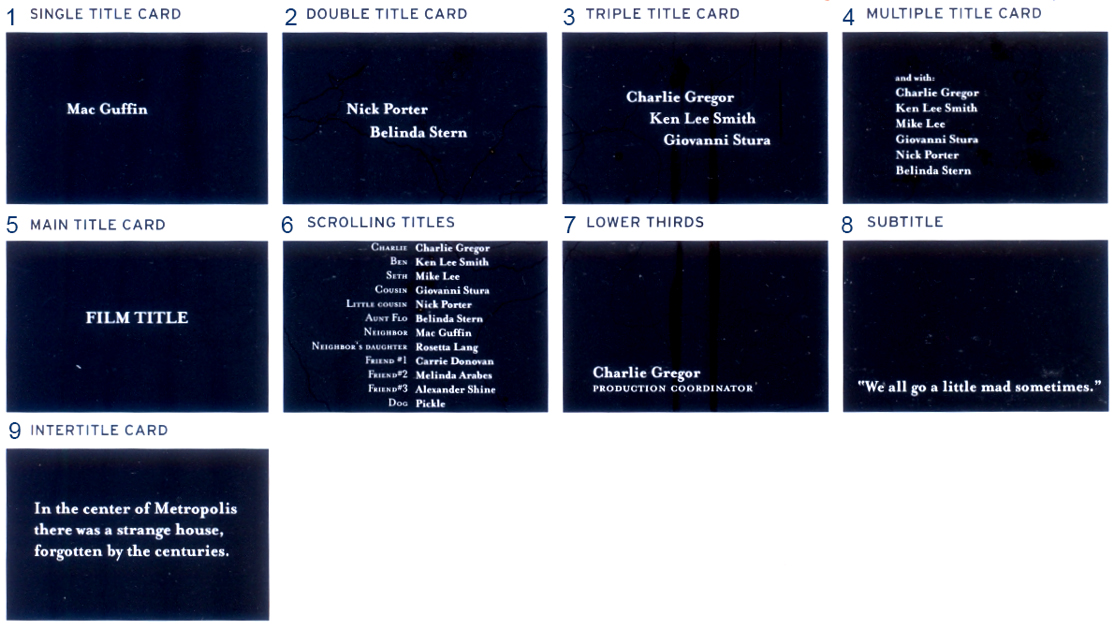 1 SINGLE TITLE CARD
Mac Guffin
2 DOUBLE TITLE CARD
Nick Porter
Belinda Stern
3 TRIPLE TITLE CARD
Charlie Gregor
Ken Lee Smith
Giovanni Stura
4 MULTIPLE TITLE CARD
and with:
Charlie Gregor
Ken Lee Smith
Mike Lee
Giovanni Stura
Nick Porter
Belinda Stern
5 MAIN TITLE CARD
FILM TITLE
6 SCROLLING TITLES
CHARLIE Charlie Gregor
BEN Ken Lee Smith
SETH Mike Lee
COUSIN Giovanni Stura
LITTLE COUSIN Nick Porter
AUNT FLO Belinda Stern
NEIGHBOR Mac Guffin
NEIGHBOR'S DAUGHTER Rosetta Lang
FRIEND #1 Carrie Donovan
FRIEND#2 Melinda Arabes
FRIEND#3 Alexander Shine
DOG Pickle
7 LOWER THIRDS
Charlie Gregor
PRODUCTION COORDINATOR
8 SUBTITLE
“We all go a little mad sometimes.”
9 INTERTITLE CARD
In the center of Metropolis
there was a strange house,
forgotten by the centuries.